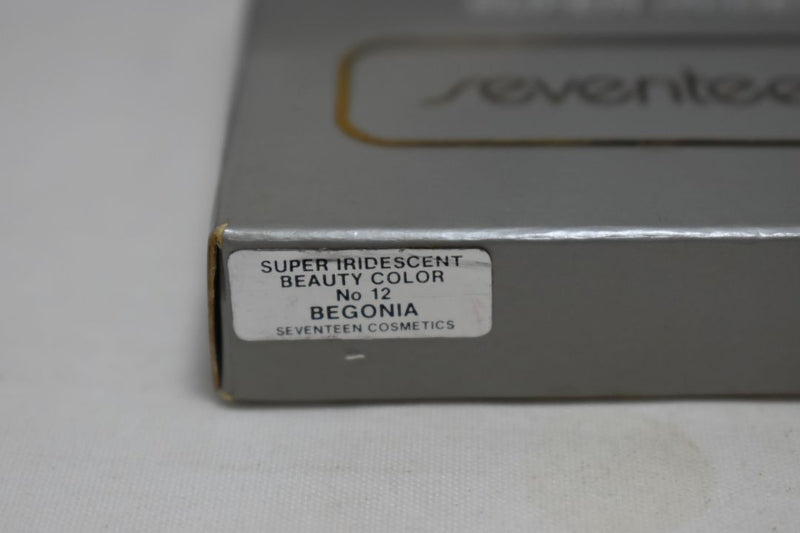 seventee
SUPER IRIDESCENT
BEAUTY COLOR
No 12
BEGONIA
SEVENTEEN COSMETICS